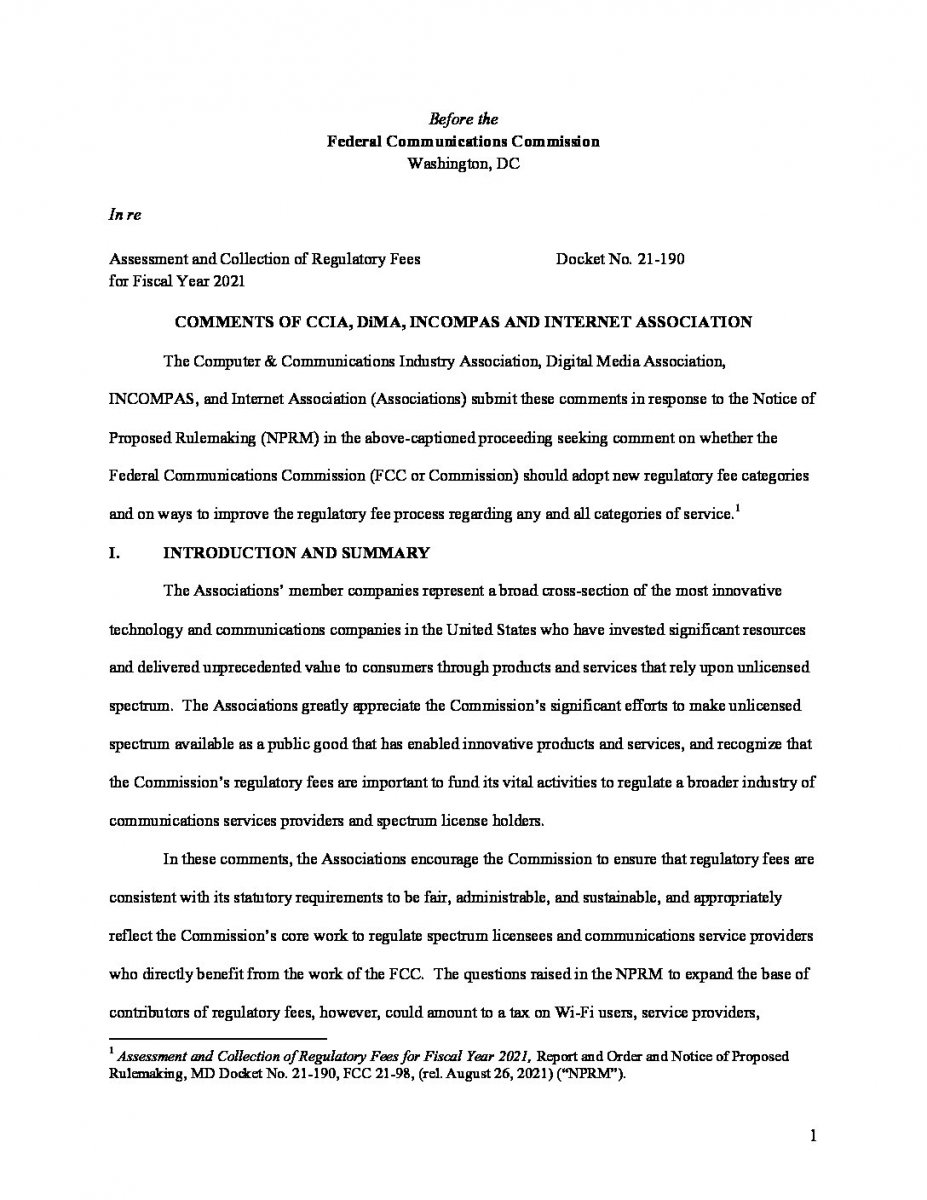 Before the
Federal Communications Commission
Washington, DC
In re
Assessment and Collection of Regulatory Fees Docket No. 21-190
for Fiscal Year 2021
COMMENTS OF CCIA, DiMA, INCOMPAS AND INTERNET ASSOCIATION
The Computer & Communications Industry Association, Digital Media Association,
INCOMPAS, and Internet Association (Associations) submit these comments in response to the Notice of
Proposed Rulemaking (NPRM) in the above-captioned proceeding seeking comment on whether the
Federal Communications Commission (FCC or Commission) should adopt new regulatory fee categories
and on ways to improve the regulatory fee process regarding any and all categories of service.1
I. INTRODUCTION AND SUMMARY
The Associations’ member companies represent a broad cross-section of the most innovative
technology and communications companies in the United States who have invested significant resources
and delivered unprecedented value to consumers through products and services that rely upon unlicensed
spectrum. The Associations greatly appreciate the Commission’s significant efforts to make unlicensed
spectrum available as a public good that has enabled innovative products and services, and recognize that
the Commission’s regulatory fees are important to fund its vital activities to regulate a broader industry of
communications services providers and spectrum license holders.
In these comments, the Associations encourage the Commission to ensure that regulatory fees are
consistent with its statutory requirements to be fair, administrable, and sustainable, and appropriately
reflect the Commission’s core work to regulate spectrum licensees and communications service providers
who directly benefit from the work of the FCC. The questions raised in the NPRM to expand the base of
contributors of regulatory fees, however, could amount to a tax on Wi-Fi users, service providers,
1 Assessment and Collection of Regulatory Fees for Fiscal Year 2021, Report and Order and Notice of Proposed
Rulemaking, MD Docket No. 21-190, FCC 21-98, (rel. August 26, 2021) (“NPRM”).
1